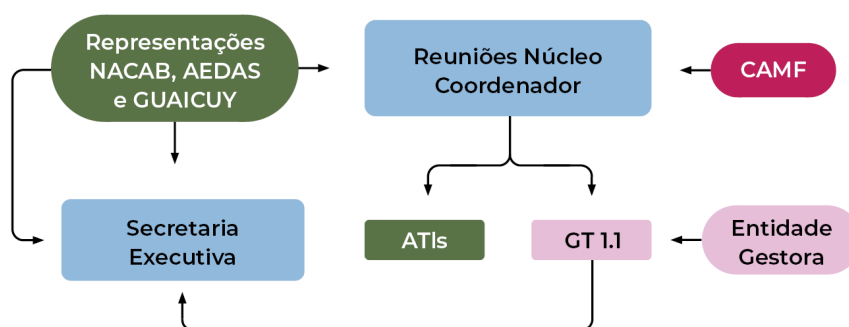 Representações
NACAB, AEDAS
e GUAICUY
Reuniões Núcleo
Coordenador
CAMF
Secretaria
Executiva
ATIs
GT 1.1
Entidade
Gestora